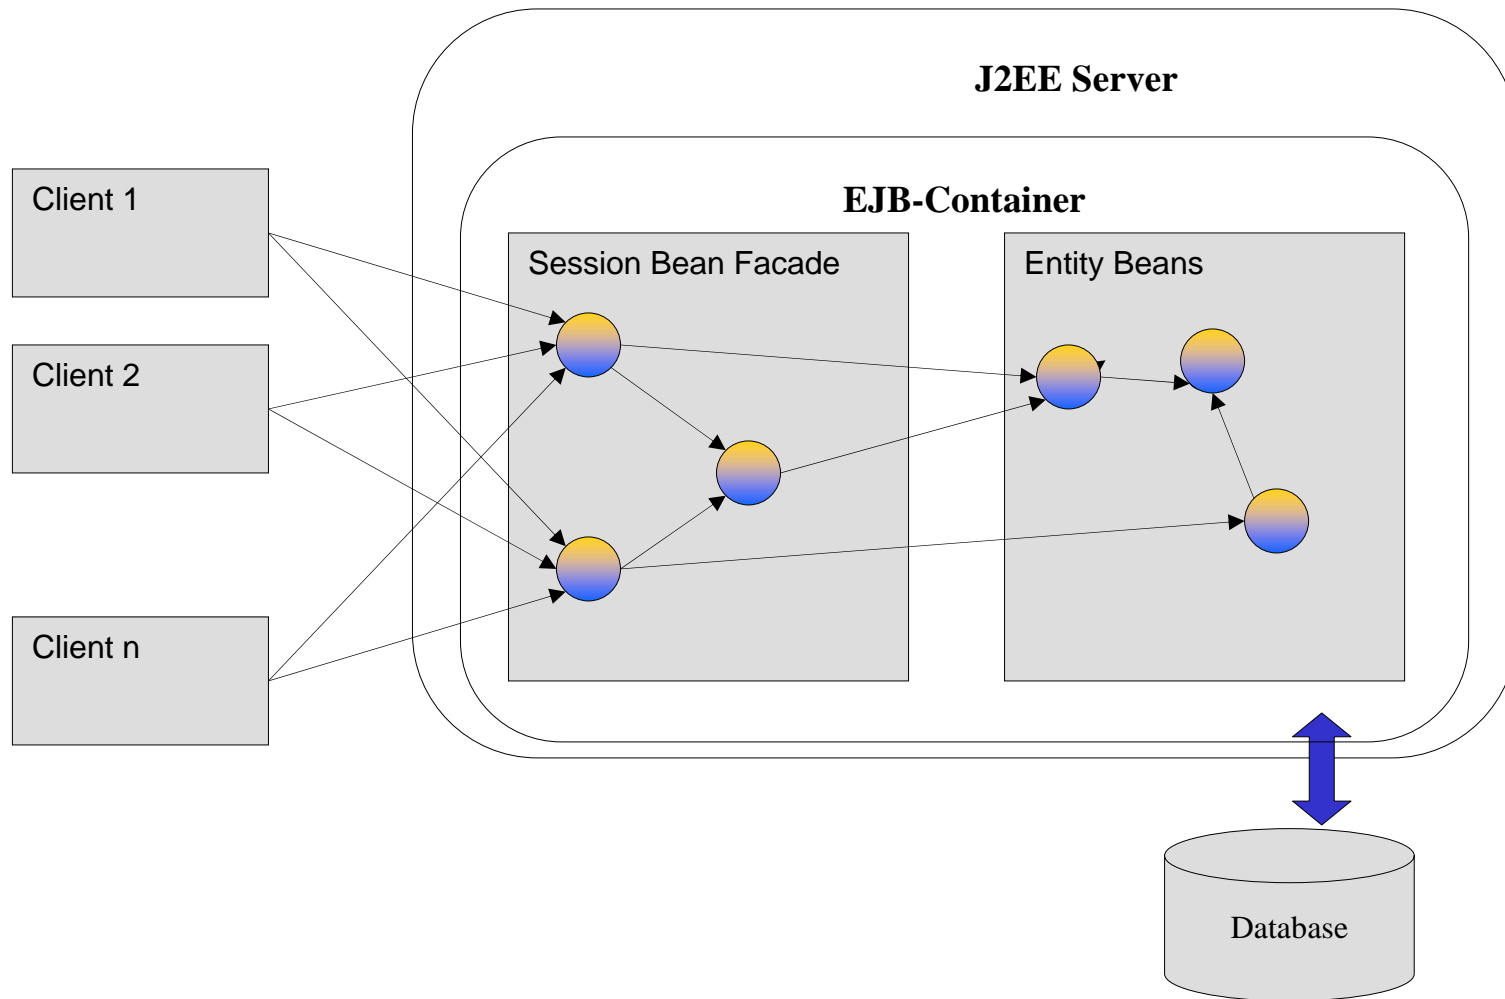 J2EE Server
EJB-Container
Client 1
Session Bean Facade
Entity Beans
Client 2
Client n
Database